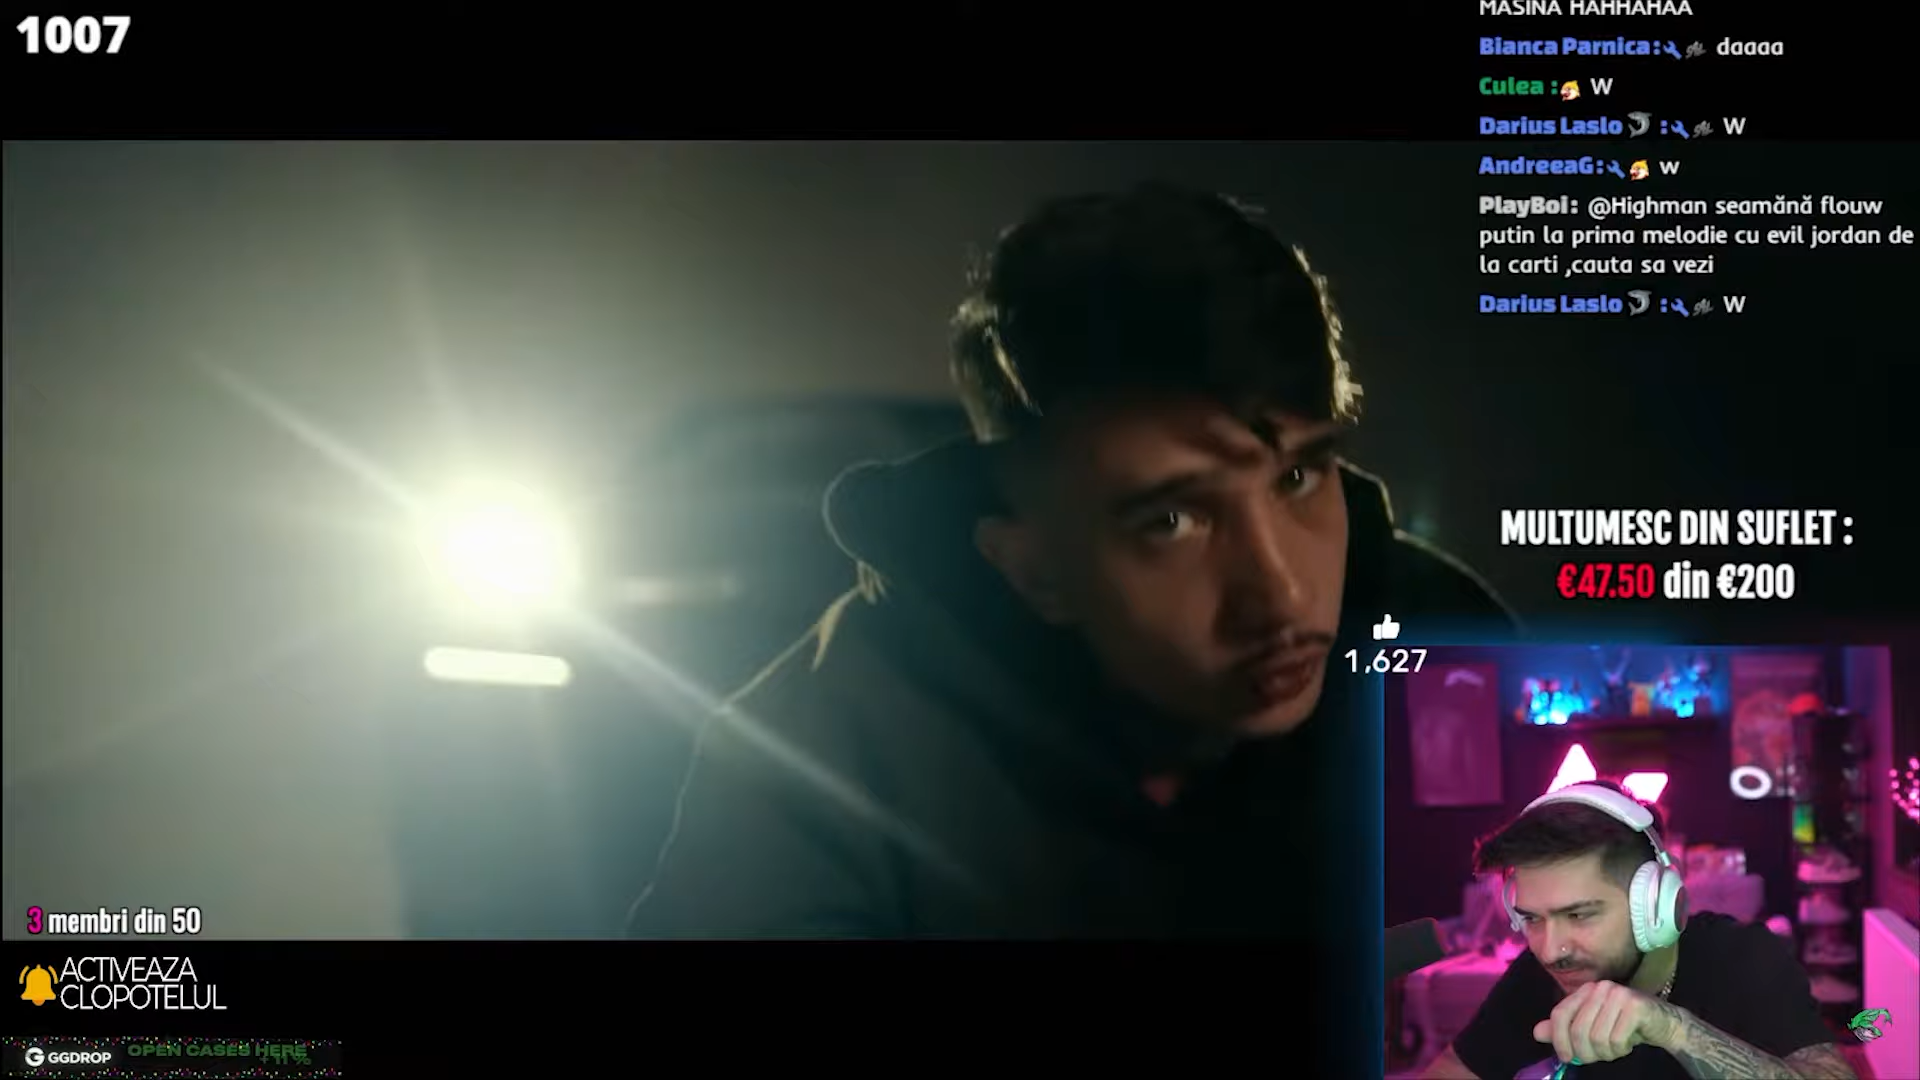 1007
MASINA HAHHAHAA
Bianca Parnica: daaaa
Culea : W
Darius Laslo : W
AndreeaG: w
PlayBoi: @Highman seamănă flouw
putin la prima melodie cu evil jordan de
la carti ,cauta sa vezi
Darius Laslo : W
MULTUMESC DIN SUFLET :
€47.50 din €200
1,627
3 membri din 50
ACTIVEAZA
CLOPOTELUL
GGDROP
OPEN CASES HERE
+11%